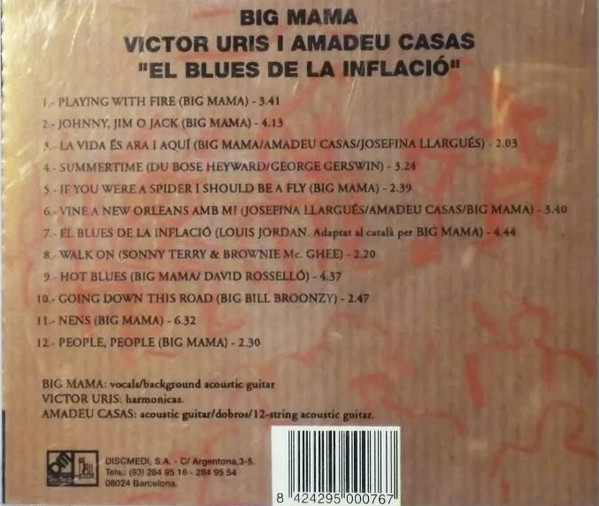 BIG MAMA
VICTOR URIS I AMADEU CASAS
"EL BLUES DE LA INFLACIÓ"
1.- PLAYING WITH FIRE (BIG MAMA) - 3.41
2.- JOHNNY, JIM O JACK (BIG MAMA) - 4.13
3.- LA VIDA ÉS ARA I AQUÍ (BIG MAMA/AMADEU CASAS/JOSEFINA LLARGUÉS) - 2.03
4.- SUMMERTIME (DU BOSE HEYWARD/GEORGE GERSWIN) - 3.24
5.- IF YOU WERE A SPIDER I SHOULD BE A FLY (BIG MAMA) - 2.39
6.- VINE A NEW ORLEANS AMB MI (JOSEFINA LLARGUÉS/AMADEU CASAS/BIG MAMA) - 3.40
7.- EL BLUES DE LA INFLACIÓ (LOUIS JORDAN. Adaptat al català per BIG MAMA) - 4.44
8.- WALK ON (SONNY TERRY & BROWNIE Mc. GHEE) - 2.20
9.- HOT BLUES (BIG MAMA/ DAVID ROSSELLÓ) - 4.37
10.- GOING DOWN THIS ROAD (BIG BILL BROONZY) - 2.47
11.- NENS (BIG MAMA) - 6.32
12.- PEOPLE, PEOPLE (BIG MAMA) - 2.30
BIG MAMA: vocals/background acoustic guitar
VICTOR URIS: harmonicas.
AMADEU CASAS: acoustic guitar/dobros/12-string acoustic guitar.
DISCMEDI, S.A. - C/ Argentona, 3-5.
Tels.: (93) 284 95 16 - 284 95 54
08024 Barcelona.
8 424295 000767